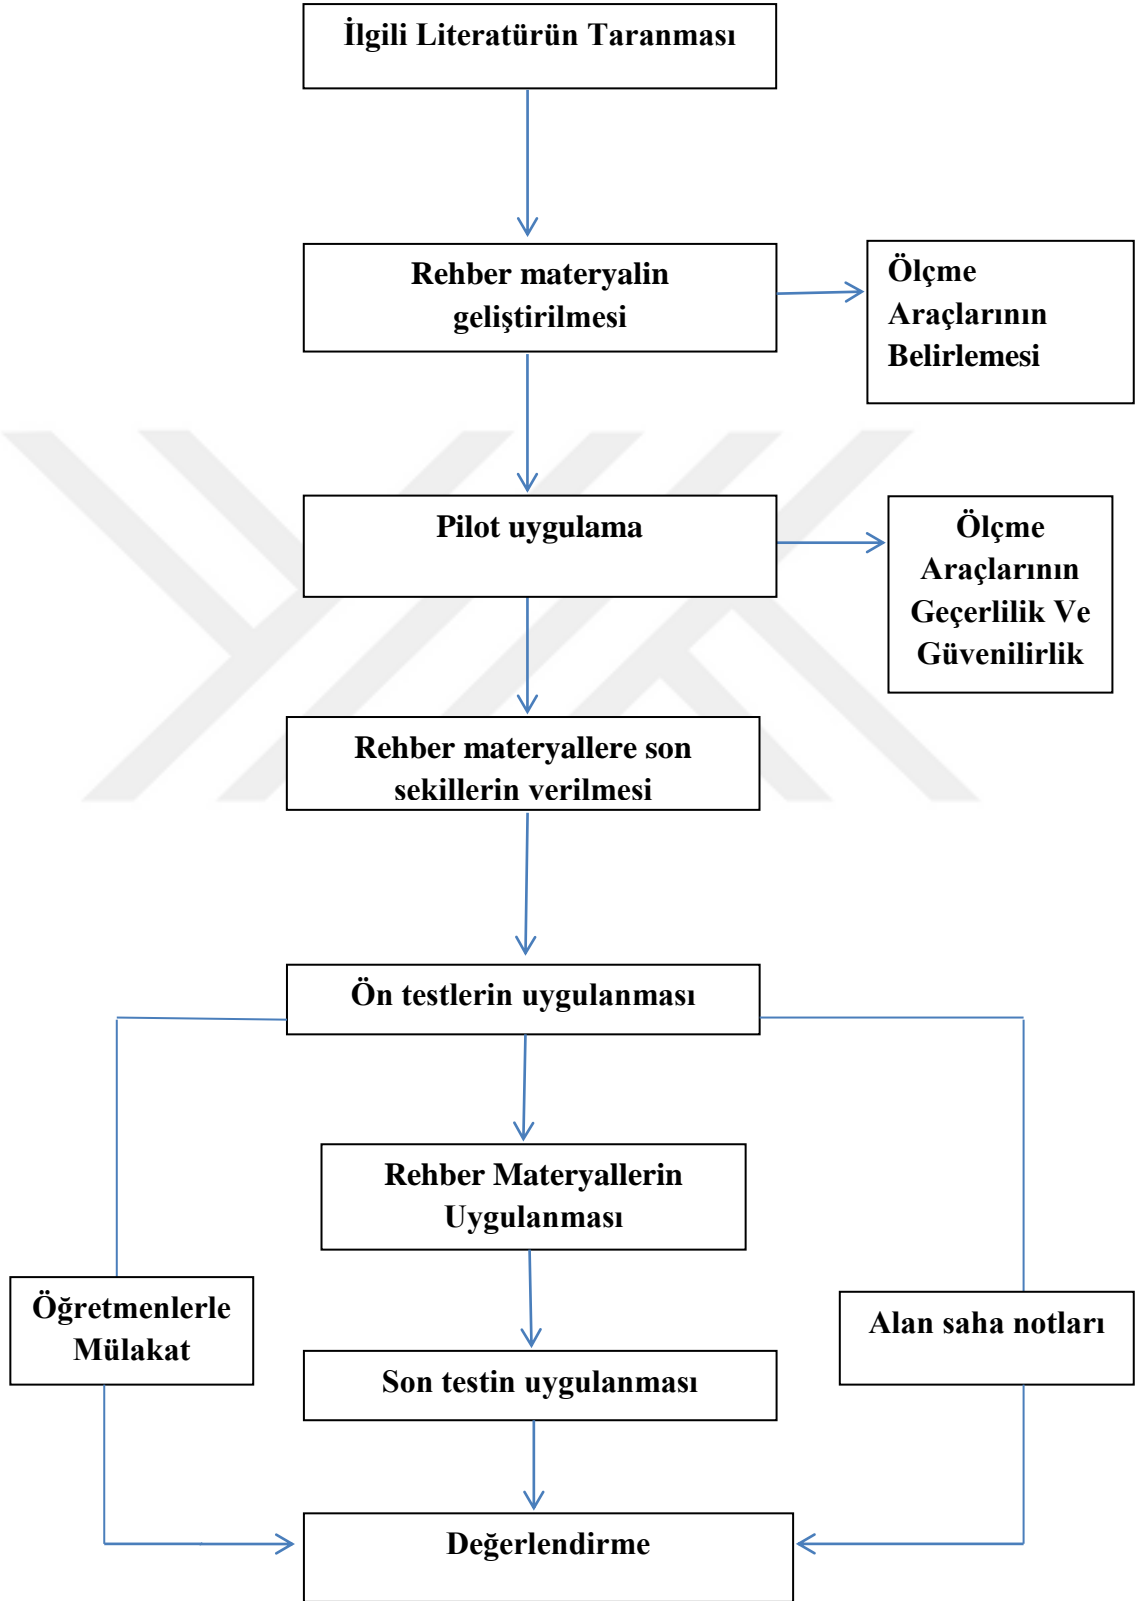 İlgili Literatürün Taranması
Rehber materyalin
geliştirilmesi
Ölçme
Araçlarının
Belirlemesi
Pilot uygulama
Ölçme
Araçlarının
Geçerlilik Ve
Güvenilirlik
Rehber materyallere son
sekillerin verilmesi
Ön testlerin uygulanması
Rehber Materyallerin
Uygulanması
Öğretmenlerle
Mülakat
Alan saha notları
Son testin uygulanması
Değerlendirme